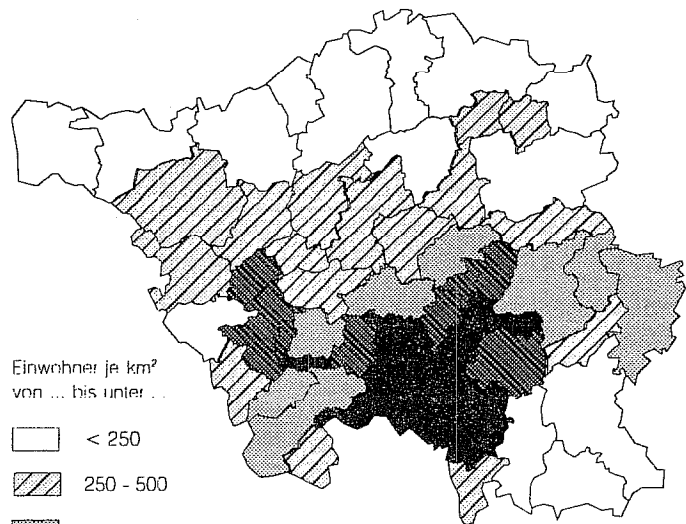 Einwohner je km²
von ... bis unter ...
< 250
250 - 500